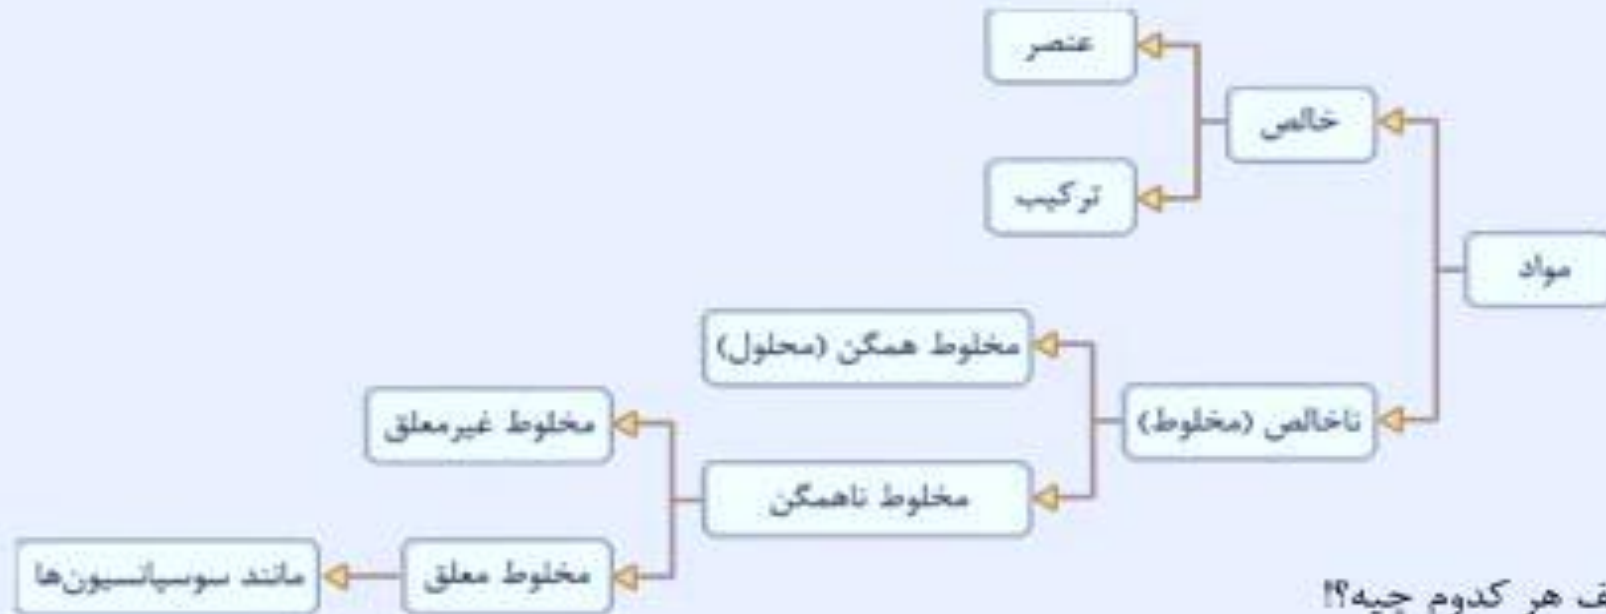 عنصر
خالص
ترکیب
مواد
مخلوط همگن (محلول)
ناخالص (مخلوط)
مخلوط غیرمعلق
مخلوط ناهمگن
مخلوط معلق
مانند سوسپانسیون‌ها
هر کدوم چیه؟!